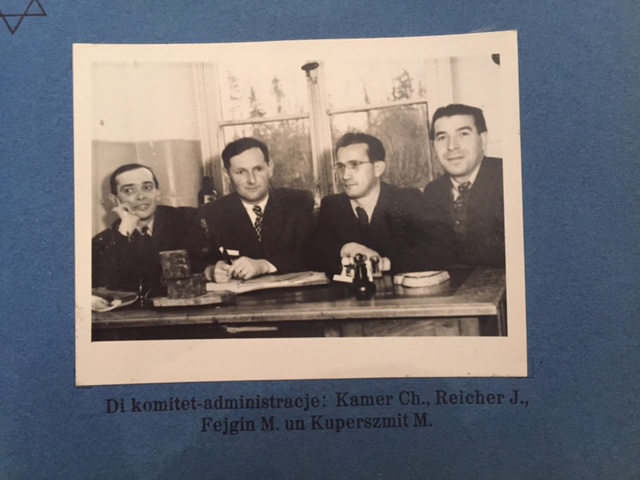 Di komitet-administracje: Kamer Ch., Reicher J.,
Fejgin M. un Kuperszmit M.